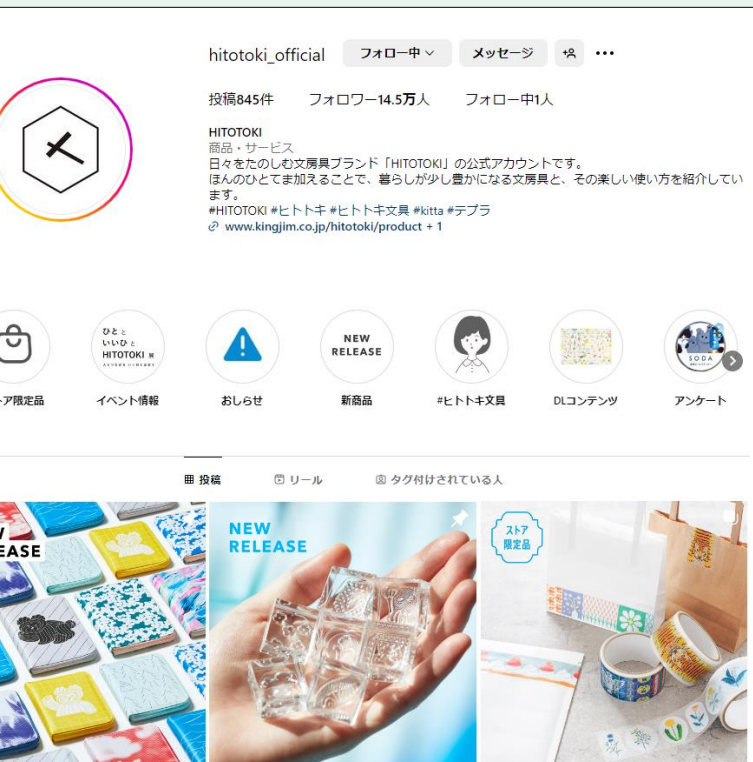 hitotoki_official フォロー中 メッセージ
投稿845件 フォロワー14.5万人 フォロー中1人
HITOTOKI
商品・サービス
日々をたのしむ文房具ブランド「HITOTOKI」の公式アカウントです。
ほんのひとてま加えることで、暮らしが少し豊かになる文房具と、その楽しい使い方を紹介してい
ます。
#HITOTOKI #ヒトトキ #ヒトトキ文具 #kitta #テプラ
www.kingjim.co.jp/hitotoki/product + 1
ひとと
いいひと
HITOTOKI
NEW
RELEASE
SODA
ア限定品 イベント情報 おしらせ 新商品 #ヒトトキ文具 DLコンテンツ アンケート
投稿 リール タグ付けされている人
EASE
NEW
RELEASE
ストア
限定品